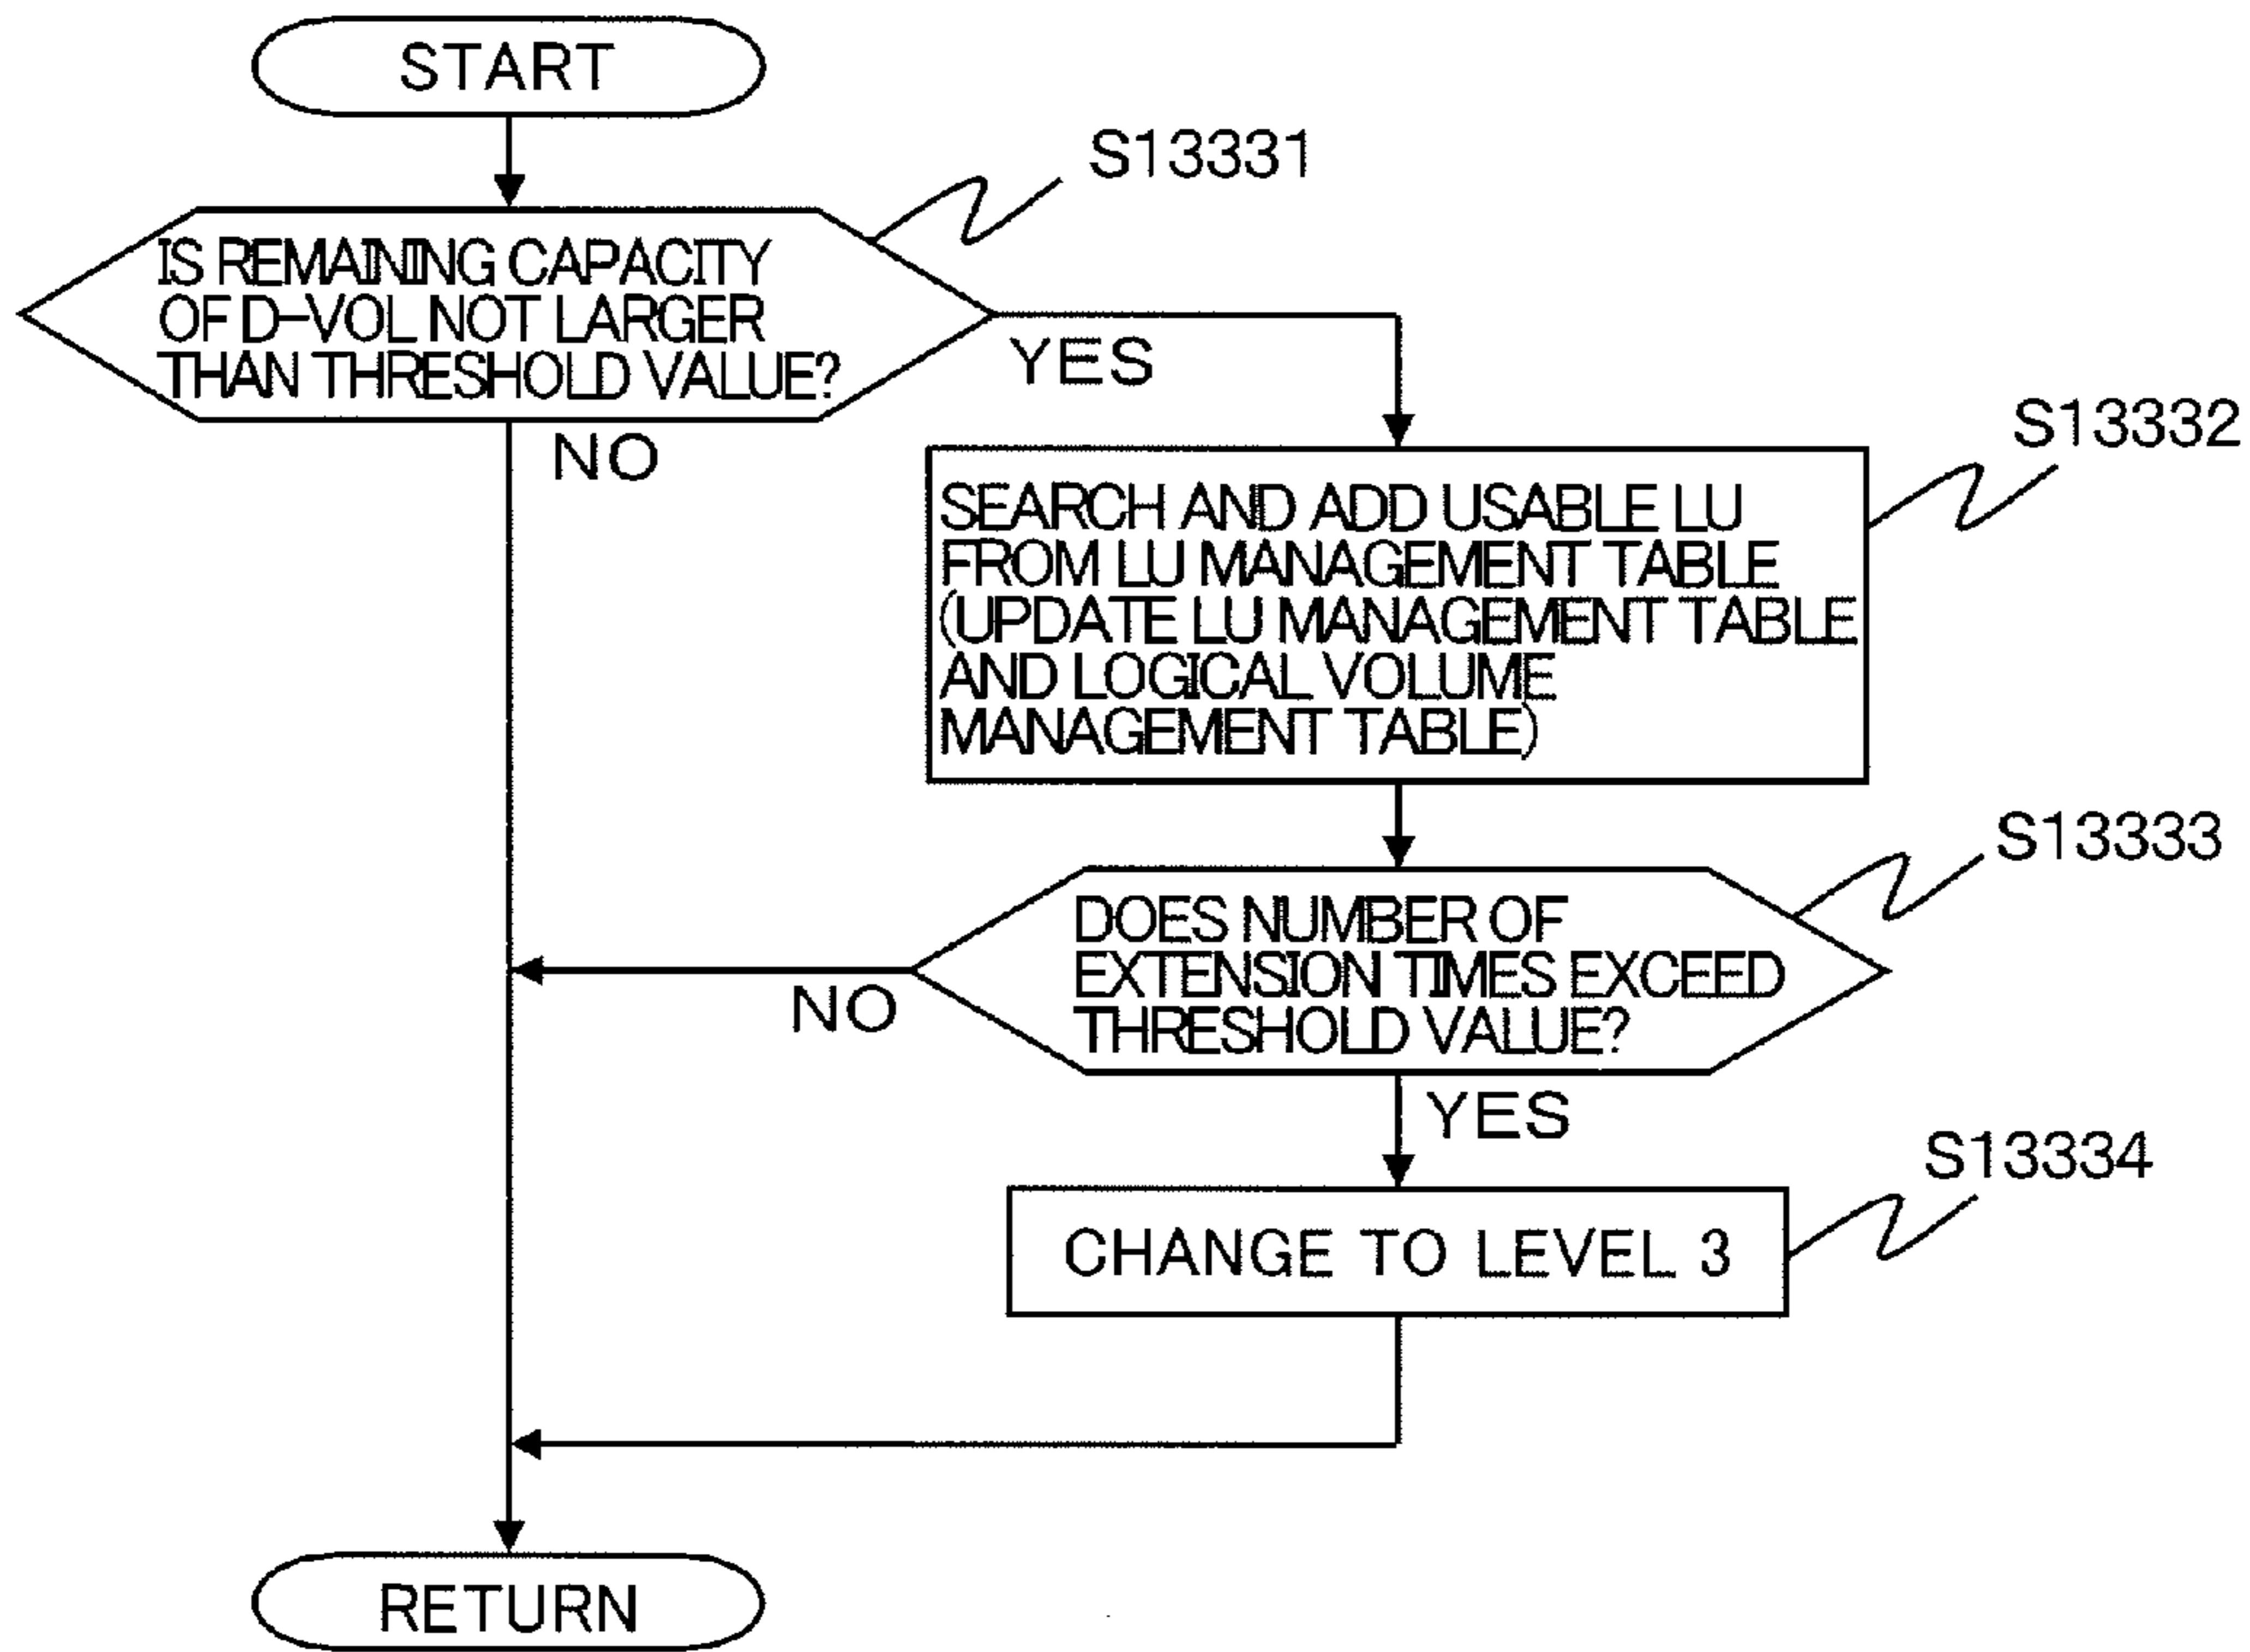 START
S13331
IS REMAINING CAPACITY
OF D-VOL NOT LARGER
THAN THRESHOLD VALUE?
YES
NO
S13332
SEARCH AND ADD USABLE LU
FROM LU MANAGEMENT TABLE
(UPDATE LU MANAGEMENT TABLE
AND LOGICAL VOLUME
MANAGEMENT TABLE)
S13333
DOES NUMBER OF
EXTENSION TIMES EXCEED
THRESHOLD VALUE?
NO
YES
S13334
CHANGE TO LEVEL 3
RETURN